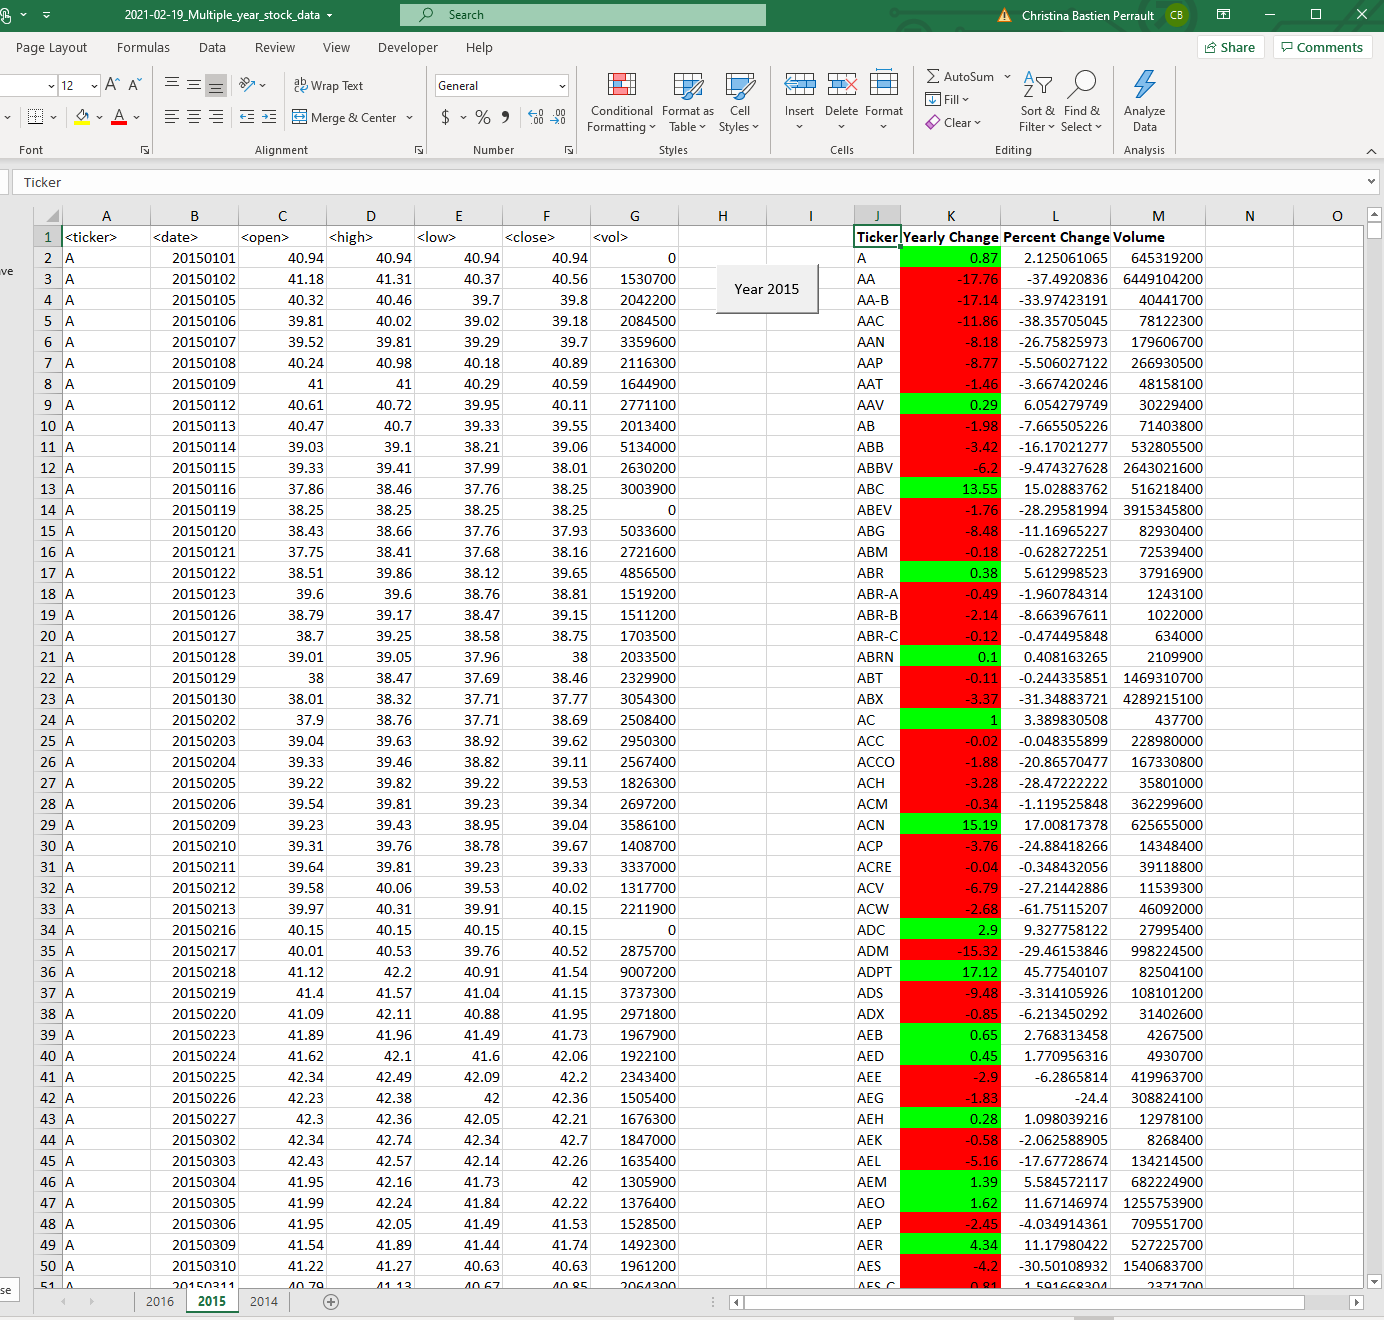 2021-02-19_Multiple_year_stock_data
Search
Christina Bastien Perrault
CB
Page Layout Formulas Data Review View Developer Help
Share Comments
12 A A Wrap Text General Conditional Formatting Format as Table Cell Styles Insert Delete Format AutoSum Fill Clear Sort & Filter Find & Select Analyze Data
Merge & Center $ %
Font Alignment Number Styles Cells Editing Analysis
Ticker
A B C D E F G H I J K L M N O
1 <ticker> <date> <open> <high> <low> <close> <vol> Ticker Yearly Change Percent Change Volume
2 A 20150101 40.94 40.94 40.94 40.94 0 A 0.87 2.125061065 645319200
3 A 20150102 41.18 41.31 40.37 40.56 1530700 AA -17.76 -37.4920836 6449104200
4 A 20150105 40.32 40.46 39.7 39.8 2042200 AA-B -17.14 -33.97423191 40441700
5 A 20150106 39.81 40.02 39.02 39.18 2084500 AAC -11.86 -38.35705045 78122300
6 A 20150107 39.52 39.81 39.29 39.7 3359600 AAN -8.18 -26.75825973 179606700
7 A 20150108 40.24 40.98 40.18 40.89 2116300 AAP -8.77 -5.506027122 266930500
8 A 20150109 41 41 40.29 40.59 1644900 AAT -1.46 -3.667420246 48158100
9 A 20150112 40.61 40.72 39.95 40.11 2771100 AAV 0.29 6.054279749 30229400
10 A 20150113 40.47 40.7 39.33 39.55 2013400 AB -1.98 -7.665505226 71403800
11 A 20150114 39.03 39.1 38.21 39.06 5134000 ABB -3.42 -16.17021277 532805500
12 A 20150115 39.33 39.41 37.99 38.01 2630200 ABBV -6.2 -9.474327628 2643021600
13 A 20150116 37.86 38.46 37.76 38.25 3003900 ABC 13.55 15.02883762 516218400
14 A 20150119 38.25 38.25 38.25 38.25 0 ABEV -1.76 -28.29581994 3915345800
15 A 20150120 38.43 38.66 37.76 37.93 5033600 ABG -8.48 -11.16965227 82930400
16 A 20150121 37.75 38.41 37.68 38.16 2721600 ABM -0.18 -0.628272251 72539400
17 A 20150122 38.51 39.86 38.12 39.65 4856500 ABR 0.38 5.612998523 37916900
18 A 20150123 39.6 39.6 38.76 38.81 1519200 ABR-A -0.49 -1.960784314 1243100
19 A 20150126 38.79 39.17 38.47 39.15 1511200 ABR-B -2.14 -8.663967611 1022000
20 A 20150127 38.7 39.25 38.58 38.75 1703500 ABR-C -0.12 -0.474495848 634000
21 A 20150128 39.01 39.05 37.96 38 2033500 ABRN 0.1 0.408163265 2109900
22 A 20150129 38 38.47 37.69 38.46 2329900 ABT -0.11 -0.244335851 1469310700
23 A 20150130 38.01 38.32 37.71 37.77 3054300 ABX -3.37 -31.34883721 4289215100
24 A 20150202 37.9 38.76 37.71 38.69 2508400 AC 1 3.389830508 437700
25 A 20150203 39.04 39.63 38.92 39.62 2950300 ACC -0.02 -0.048355899 228980000
26 A 20150204 39.33 39.46 38.82 39.11 2567400 ACCO -1.88 -20.86570477 167330800
27 A 20150205 39.22 39.82 39.22 39.53 1826300 ACH -3.28 -28.47222222 35801000
28 A 20150206 39.54 39.81 39.23 39.34 2697200 ACM -0.34 -1.119525848 362299600
29 A 20150209 39.23 39.43 38.95 39.04 3586100 ACN 15.19 17.00817378 625655000
30 A 20150210 39.31 39.76 38.78 39.67 1408700 ACP -3.76 -24.88418266 14348400
31 A 20150211 39.64 39.81 39.23 39.33 3337000 ACRE -0.04 -0.348432056 39118800
32 A 20150212 39.58 40.06 39.53 40.02 1317700 ACV -6.79 -27.21442886 11539300
33 A 20150213 39.97 40.31 39.91 40.15 2211900 ACW -2.68 -61.75115207 46092000
34 A 20150216 40.15 40.15 40.15 40.15 0 ADC 2.9 9.327758122 27995400
35 A 20150217 40.01 40.53 39.76 40.52 2875700 ADM -15.32 -29.46153846 998224500
36 A 20150218 41.12 42.2 40.91 41.54 9007200 ADPT 17.12 45.77540107 82504100
37 A 20150219 41.4 41.57 41.04 41.15 3737300 ADS -9.48 -3.314105926 108101200
38 A 20150220 41.09 42.11 40.88 41.95 2971800 ADX -0.85 -6.213450292 31402600
39 A 20150223 41.89 41.96 41.49 41.73 1967900 AEB 0.65 2.768313458 4267500
40 A 20150224 41.62 42.1 41.6 42.06 1922100 AED 0.45 1.770956316 4930700
41 A 20150225 42.34 42.49 42.09 42.2 2343400 AEE -2.9 -6.2865814 419963700
42 A 20150226 42.23 42.38 42 42.36 1505400 AEG -1.83 -24.4 308824100
43 A 20150227 42.3 42.36 42.05 42.21 1676300 AEH 0.28 1.098039216 12978100
44 A 20150302 42.34 42.74 42.34 42.7 1847000 AEK -0.58 -2.062588905 8268400
45 A 20150303 42.43 42.57 42.14 42.26 1635400 AEL -5.16 -17.67728674 134214500
46 A 20150304 41.95 42.16 41.73 42 1305900 AEM 1.39 5.584572117 682224900
47 A 20150305 41.99 42.24 41.84 42.22 1376400 AEO 1.62 11.67146974 1255753900
48 A 20150306 41.95 42.05 41.49 41.53 1528500 AEP -2.45 -4.034914361 709551700
49 A 20150309 41.54 41.89 41.44 41.74 1492300 AER 4.34 11.17980422 527225700
50 A 20150310 41.22 41.27 40.63 40.63 1961200 AES -4.2 -30.50108932 1540683700
51 A 20150311 40.79 41.13 40.67 40.85 2064300 AES-C 0.81 1.591668304 2371700
Year 2015
ve
se
2016 2015 2014